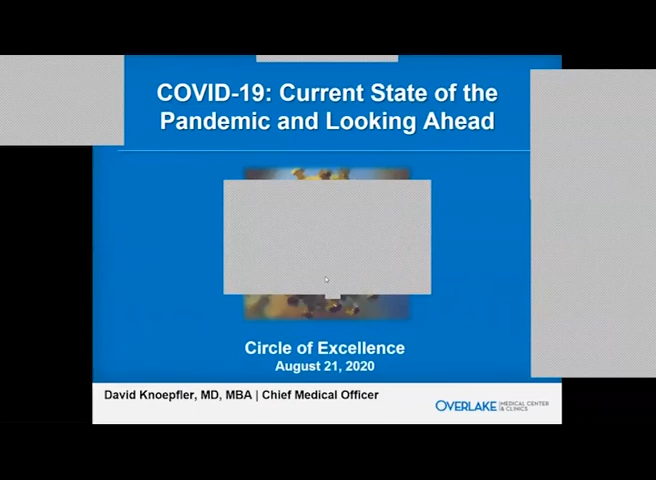 COVID-19: Current State of the
Pandemic and Looking Ahead
Circle of Excellence
August 21, 2020
David Knoepfler, MD, MBA | Chief Medical Officer
OVERLAKE MEDICAL CENTER
& CLINICS